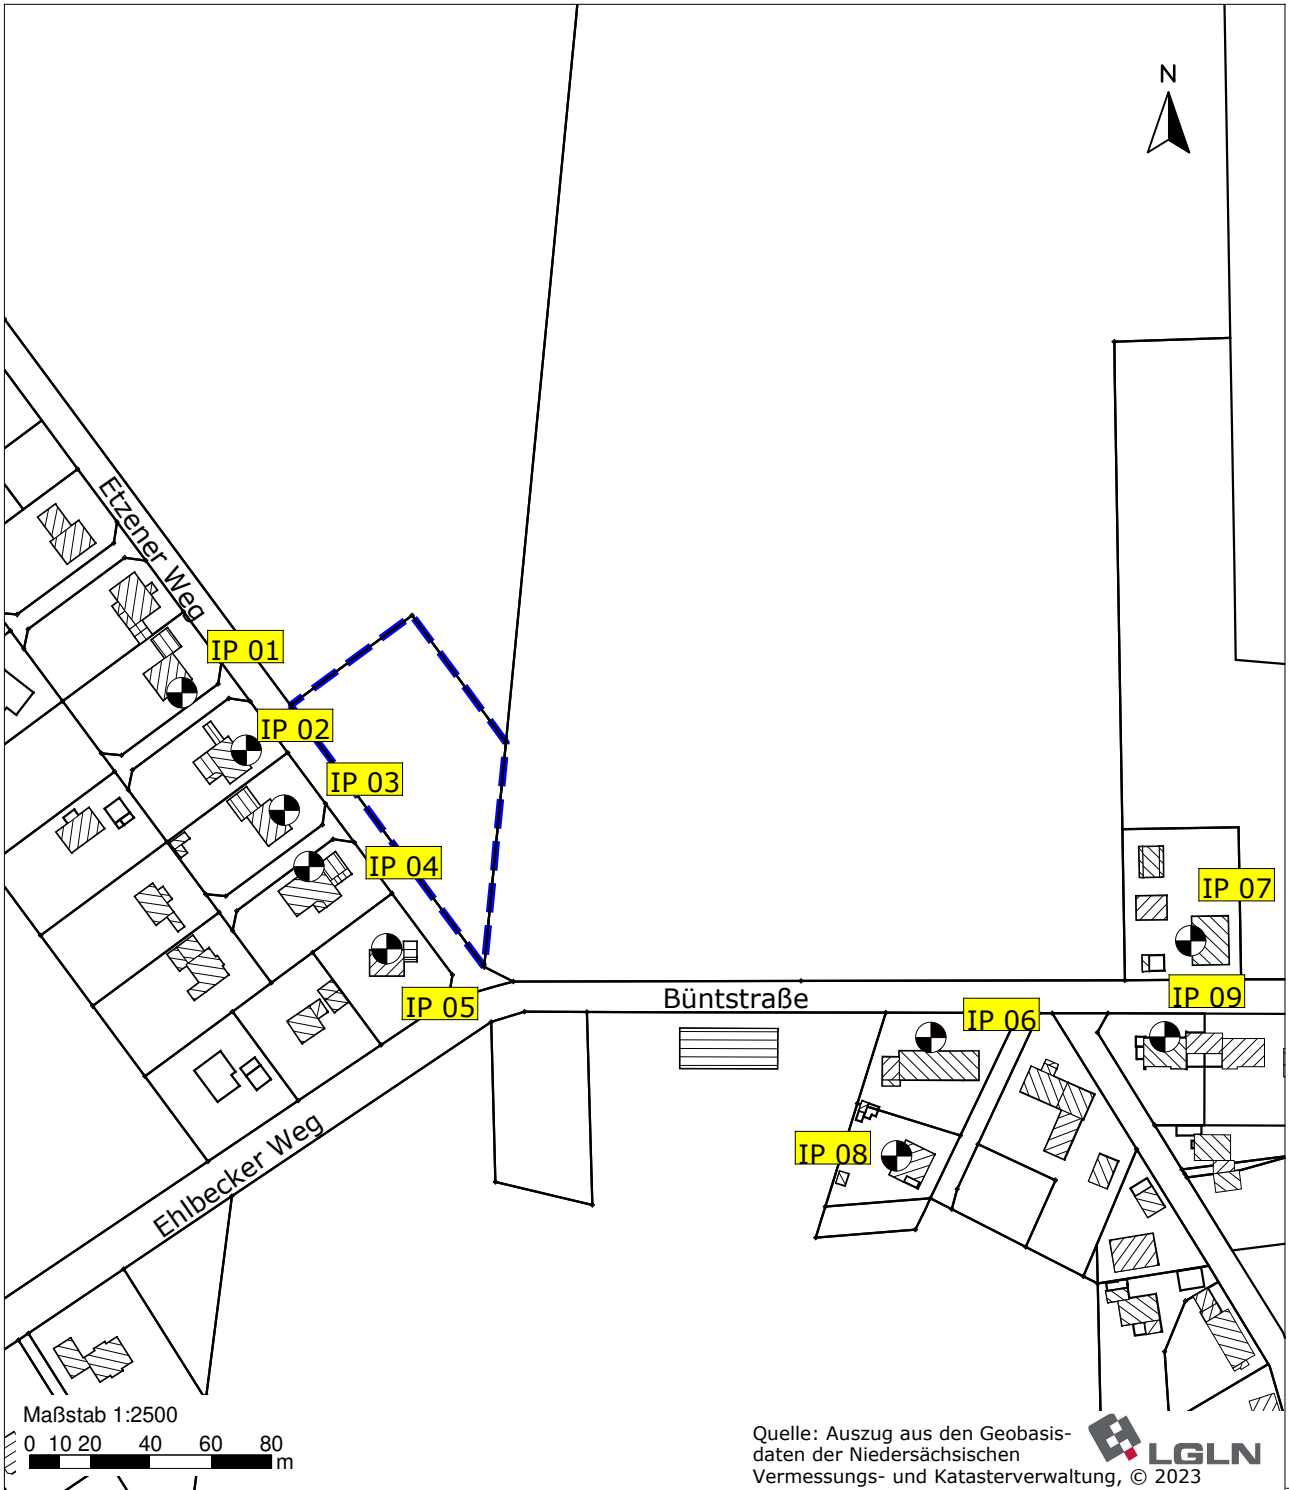 N
Etzener Weg
IP 01
IP 02
IP 03
IP 04
IP 05
IP 07
IP 09
Büntstraße
IP 06
IP 08
Ehlbecker Weg
Maßstab 1:2500
0 10 20 40 60 80
m
Quelle: Auszug aus den Geobasis-
daten der Niedersächsischen
Vermessungs- und Katasterverwaltung, © 2023
LGLN